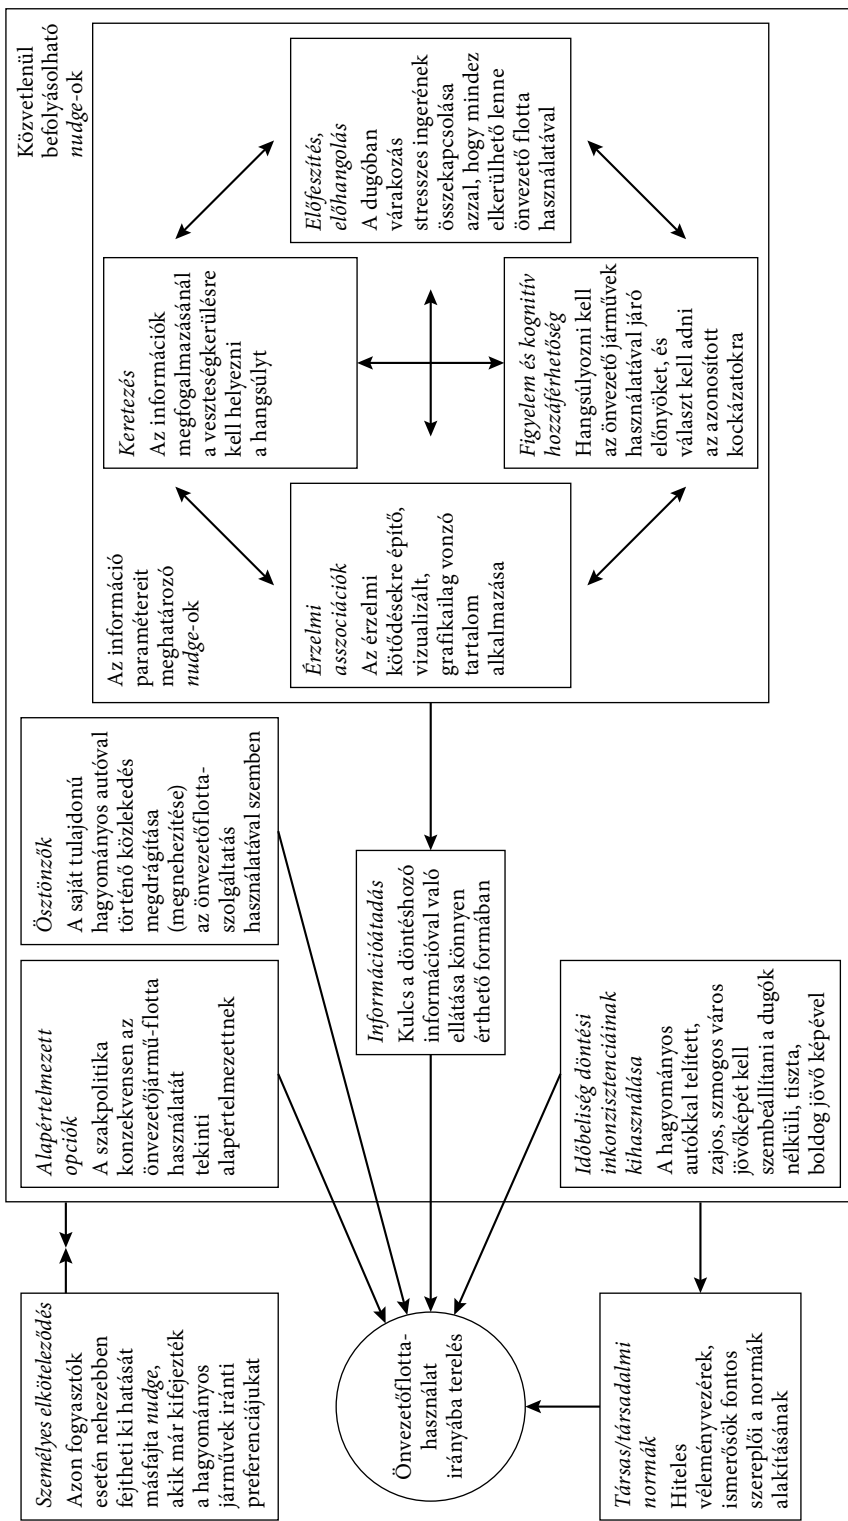 Személyes elköteleződés
Azon fogyasztók
esetén nehezebben
fejtheti ki hatását
másfajta nudge,
akik már kifejezték
a hagyományos
járművek iránti
preferenciájukat
Önvezetőflotta-
használat
irányába terelés
Társas/társadalmi
normák
Hiteles
véleményvezérek,
ismerősök fontos
szereplői a normák
alakításának
Alapértelmezett
opciók
A szakpolitika
konzekvensen az
önvezetőjármű-flotta
használatát
tekinti
alapértelmezettnek
Ösztönzők
A saját tulajdonú
hagyományos autóval
történő közlekedés
megdrágítása
(megnehezítése)
az önvezetőflotta-
szolgáltatás
használatával szemben
Információátadás
Kulcs a döntéshozó
információval való
ellátása könnyen
érthető formában
Időbeliség döntési
inkonzisztenciáinak
kihasználása
A hagyományos
autókkal telített,
zajos, szmogos város
jövőképét kell
szembeállítani a dugók
nélküli, tiszta,
boldog jövő képével
Közvetlenül
befolyásolható
nudge-ok
Az információ
paramétereit
meghatározó
nudge-ok
Keretezés
Az információk
megfogalmazásánál
a veszteségkerülésre
kell helyezni
a hangsúlyt
Érzelmi
asszociációk
Az érzelmi
kötődésekre építő,
vizualizált,
grafikailag vonzó
tartalom
alkalmazása
Előfeszítés,
előhangolás
A dugóban
várakozás
stresszes ingerének
összekapcsolása
azzal, hogy mindez
elkerülhető lenne
önvezető flotta
használatával
Figyelem és kognitív
hozzáférhetőség
Hangsúlyozni kell
az önvezető járművek
használatával járó
előnyöket, és
választ kell adni
az azonosított
kockázatokra